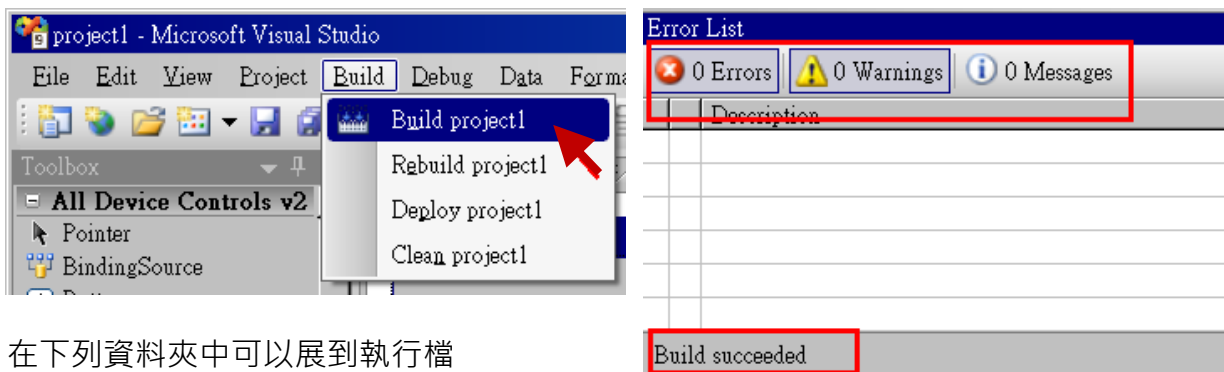 project1 - Microsoft Visual Studio
File Edit View Project Build Debug Data Forma
Build project1
Rebuild project1
Deploy project1
Clean project1
Toolbox
All Device Controls v2
Pointer
BindingSource
在下列資料夾中可以展到執行檔
Error List
0 Errors 0 Warnings 0 Messages
Description
Build succeeded